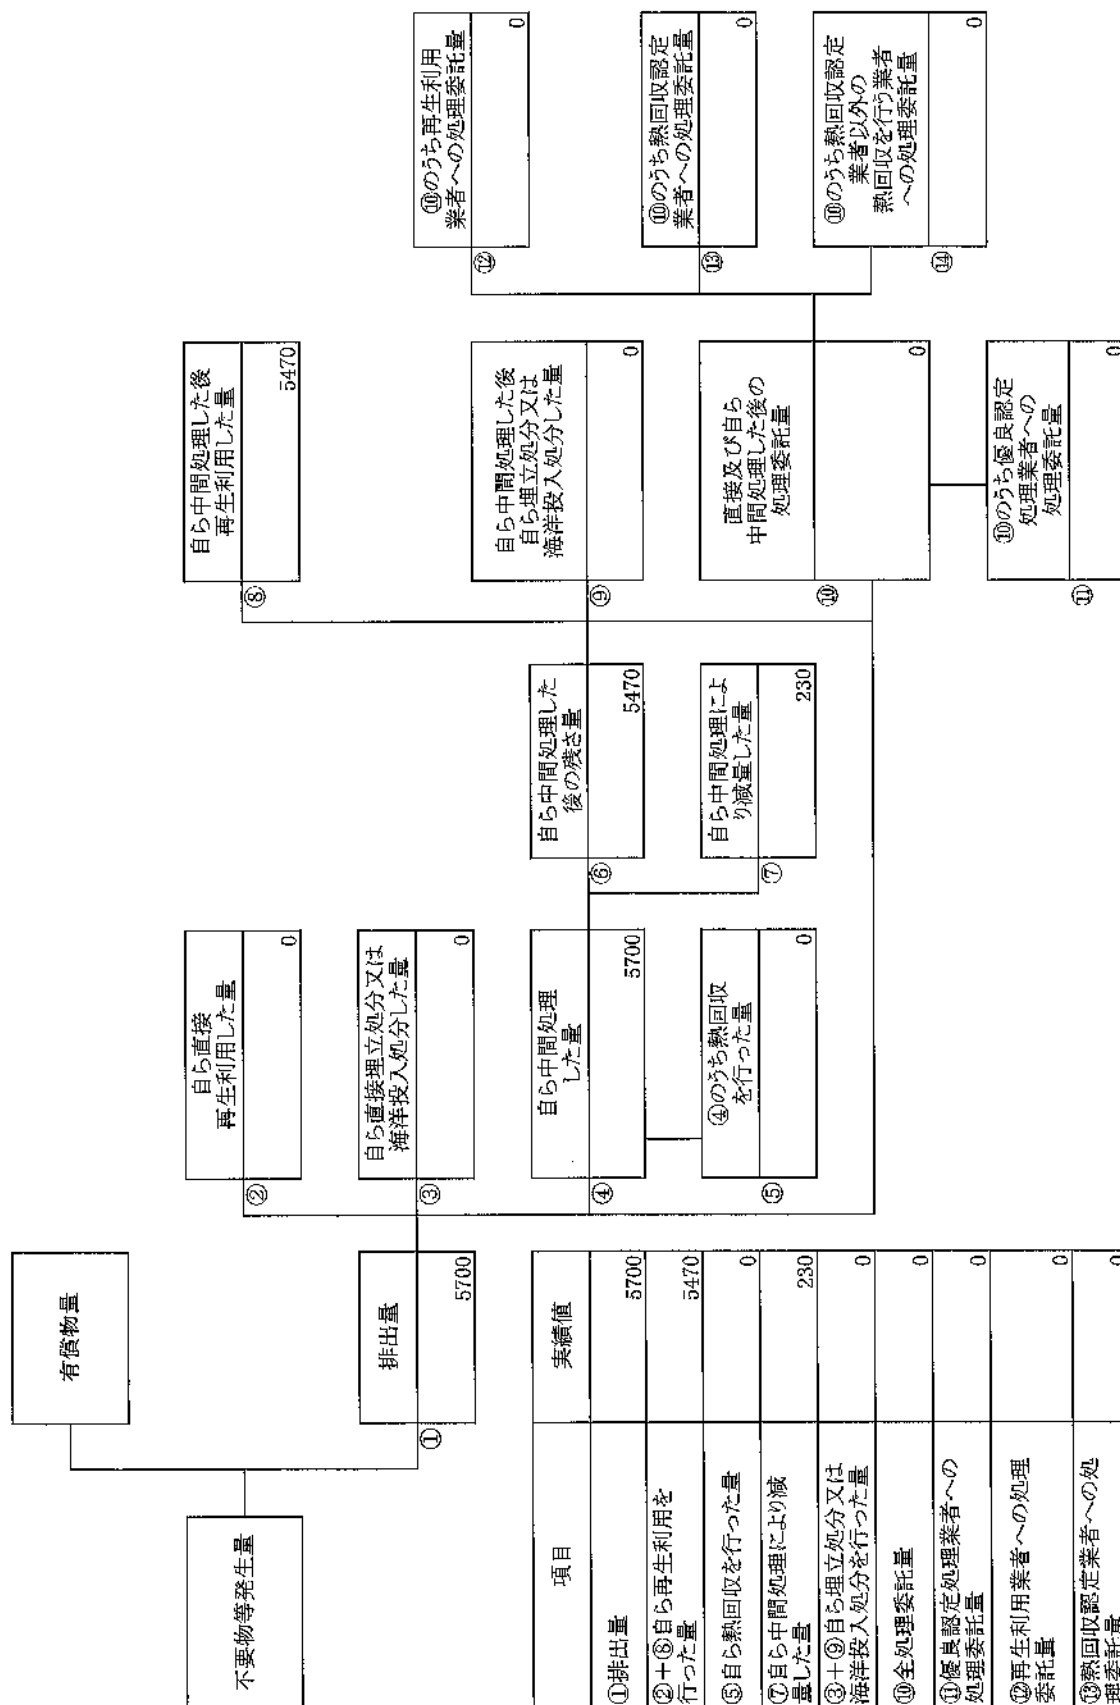 不要物等発生量
有償物量
排出量
①
5700
自ら直接
再生利用した量
②
0
自ら直接埋立処分又は
海洋投入処分した量
③
0
自ら中間処理
した量
④
5700
④のうち熱回収
を行った量
⑤
0
自ら中間処理した
後の残さ量
⑥
5470
自ら中間処理によ
り減量した量
⑦
230
自ら中間処理した後
再生利用した量
⑧
5470
自ら中間処理した後
自ら埋立処分又は
海洋投入処分した量
⑨
0
直接及び自ら
中間処理した後の
処理委託量
⑩
0
⑩のうち優良認定
処理業者への
処理委託量
⑪
0
⑩のうち再生利用
業者への処理委託量
⑫
0
⑩のうち熱回収認定
業者への処理委託量
⑬
0
⑩のうち熱回収認定
業者以外の
熱回収を行う業者
への処理委託量
⑭
0
項目 実績値
①排出量 5700
②+⑧自ら再生利用を
行った量 5470
⑤自ら熱回収を行った量 0
⑦自ら中間処理により減
量した量 230
③+⑨自ら埋立処分又は
海洋投入処分を行った量 0
⑩全処理委託量 0
⑪優良認定処理業者への
処理委託量 0
⑫再生利用業者への処理
委託量 0
⑬熱回収認定業者への処
理委託量 0